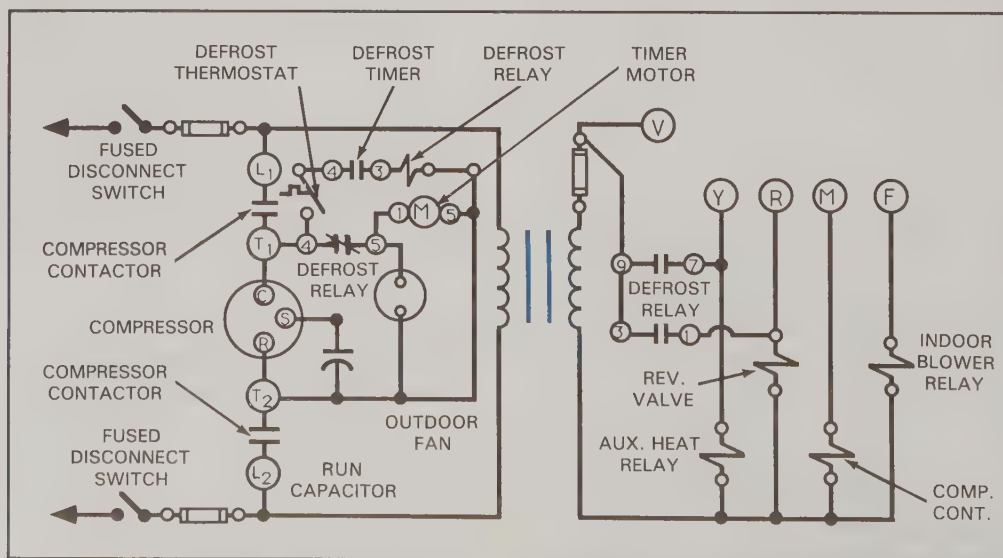 DEFROST
THERMOSTAT
DEFROST
TIMER
DEFROST
RELAY
TIMER
MOTOR
FUSED
DISCONNECT
SWITCH
L1
4
3
V
1
M
5
Y
R
M
F
COMPRESSOR
CONTACTOR
T1
4
5
DEFROST
RELAY
9
7
DEFROST
RELAY
3
1
C
S
R
COMPRESSOR
COMPRESSOR
CONTACTOR
T2
OUTDOOR
FAN
REV.
VALVE
INDOOR
BLOWER
RELAY
FUSED
DISCONNECT
SWITCH
L2
RUN
CAPACITOR
AUX. HEAT
RELAY
COMP.
CONT.